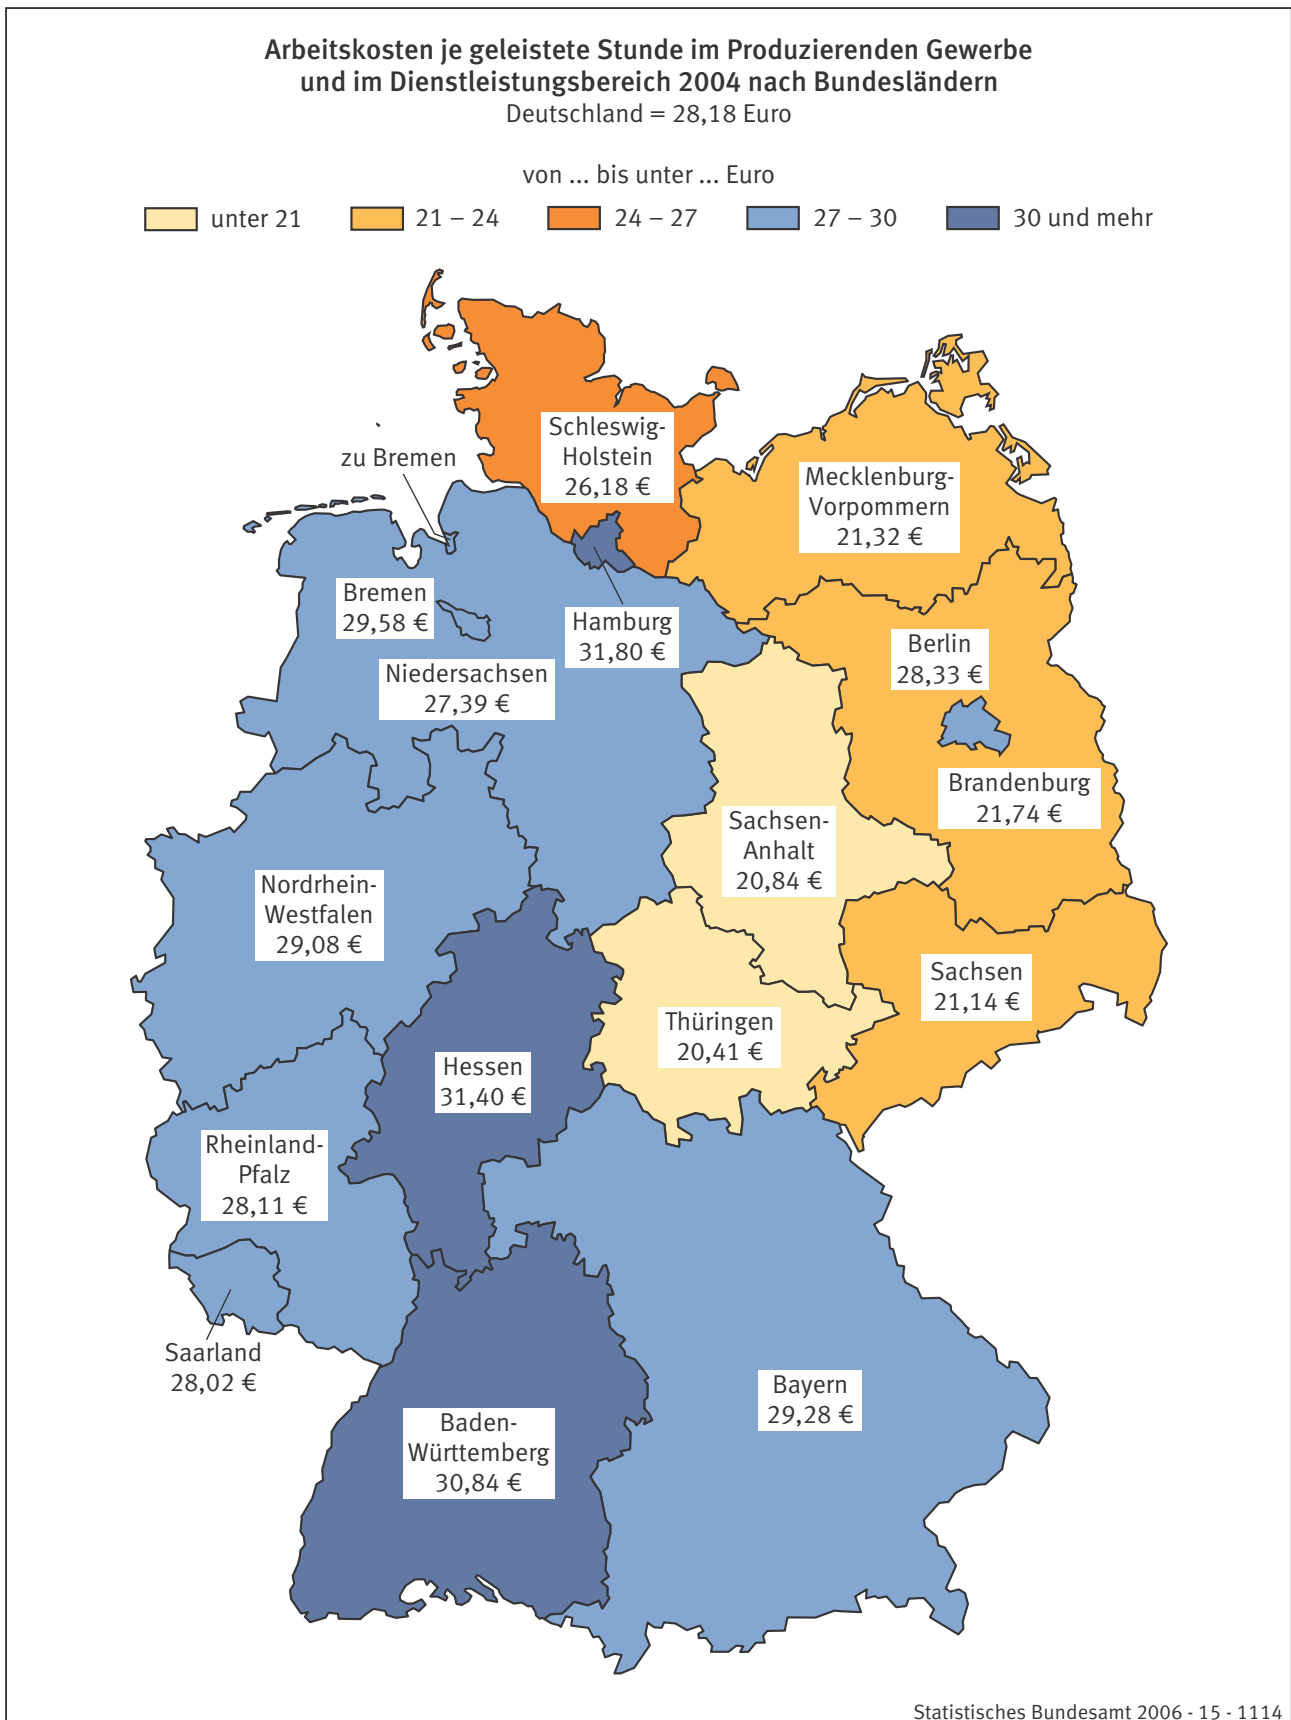 Arbeitskosten je geleistete Stunde im Produzierenden Gewerbe
und im Dienstleistungsbereich 2004 nach Bundesländern
Deutschland = 28,18 Euro
von ... bis unter ... Euro
unter 21
21 – 24
24 – 27
27 – 30
30 und mehr
Schleswig-
Holstein
26,18 €
zu Bremen
Mecklenburg-
Vorpommern
21,32 €
Bremen
29,58 €
Hamburg
31,80 €
Berlin
28,33 €
Niedersachsen
27,39 €
Brandenburg
21,74 €
Sachsen-
Anhalt
20,84 €
Nordrhein-
Westfalen
29,08 €
Sachsen
21,14 €
Thüringen
20,41 €
Hessen
31,40 €
Rheinland-
Pfalz
28,11 €
Saarland
28,02 €
Bayern
29,28 €
Baden-
Württemberg
30,84 €
Statistisches Bundesamt 2006 - 15 - 1114